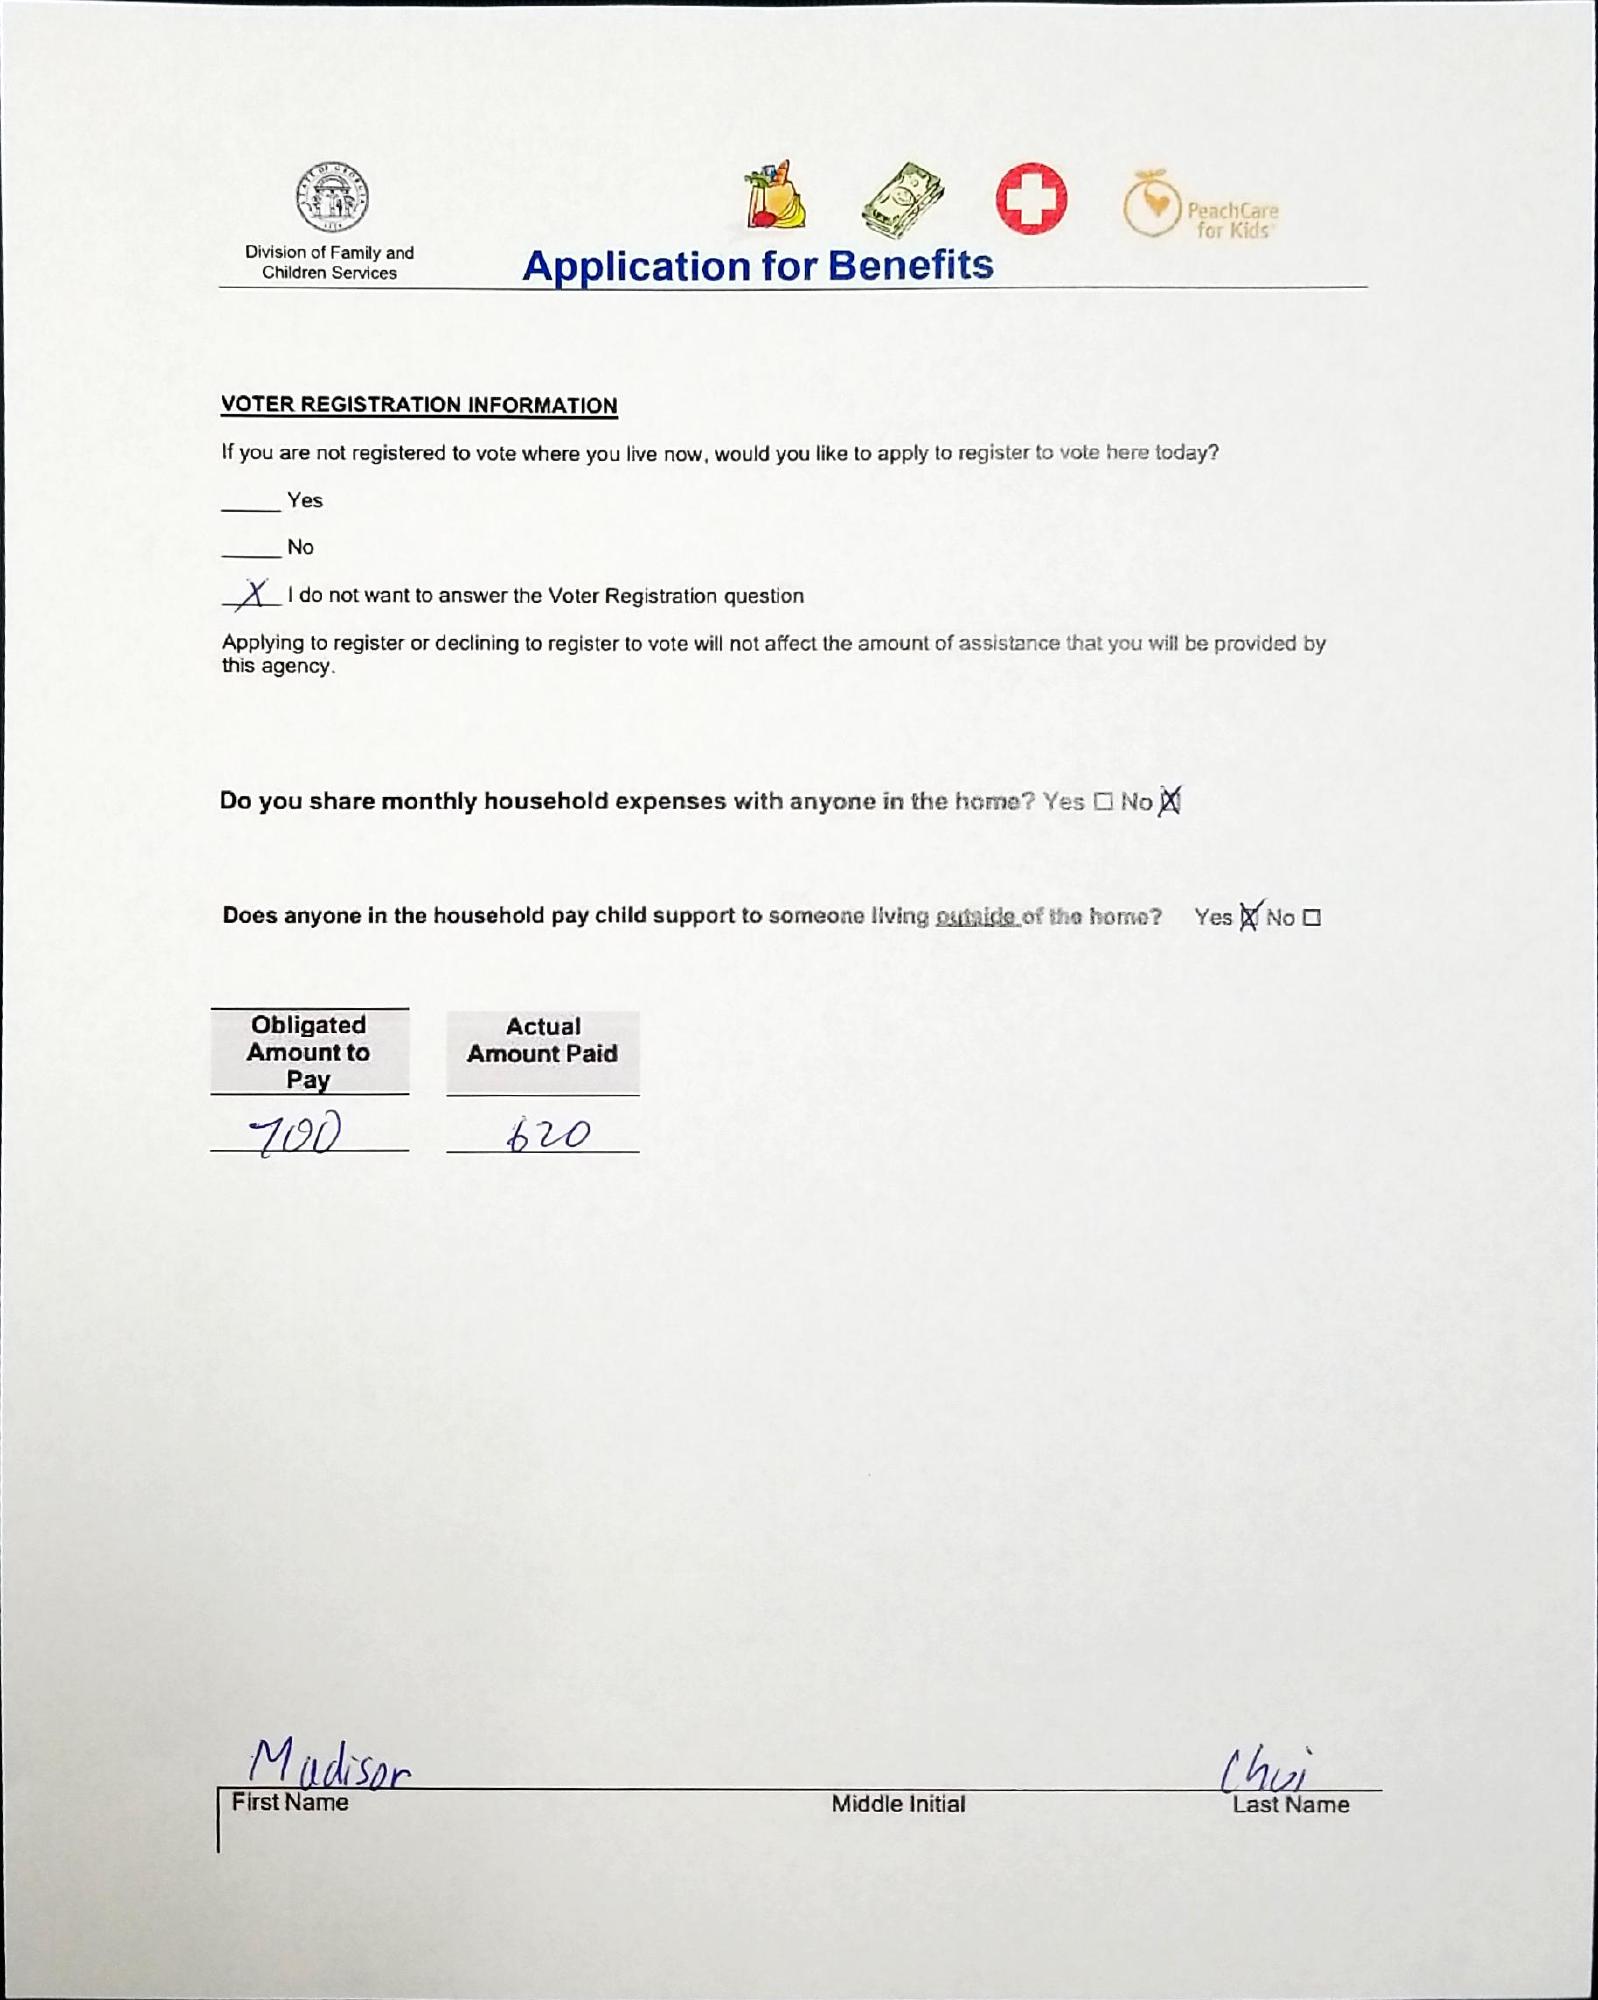 STATE OF GEORGIA
1776
PeachCare
for Kids
Division of Family and
Children Services
Application for Benefits
VOTER REGISTRATION INFORMATION
If you are not registered to vote where you live now, would you like to apply to register to vote here today?
_____ Yes
_____ No
X I do not want to answer the Voter Registration question
Applying to register or declining to register to vote will not affect the amount of assistance that you will be provided by
this agency.
Do you share monthly household expenses with anyone in the home? Yes ☐ No ☒
Does anyone in the household pay child support to someone living outside of the home? Yes ☒ No ☐
Obligated Actual
Amount to Amount Paid
Pay
700 620
Madison Choi
First Name Middle Initial Last Name